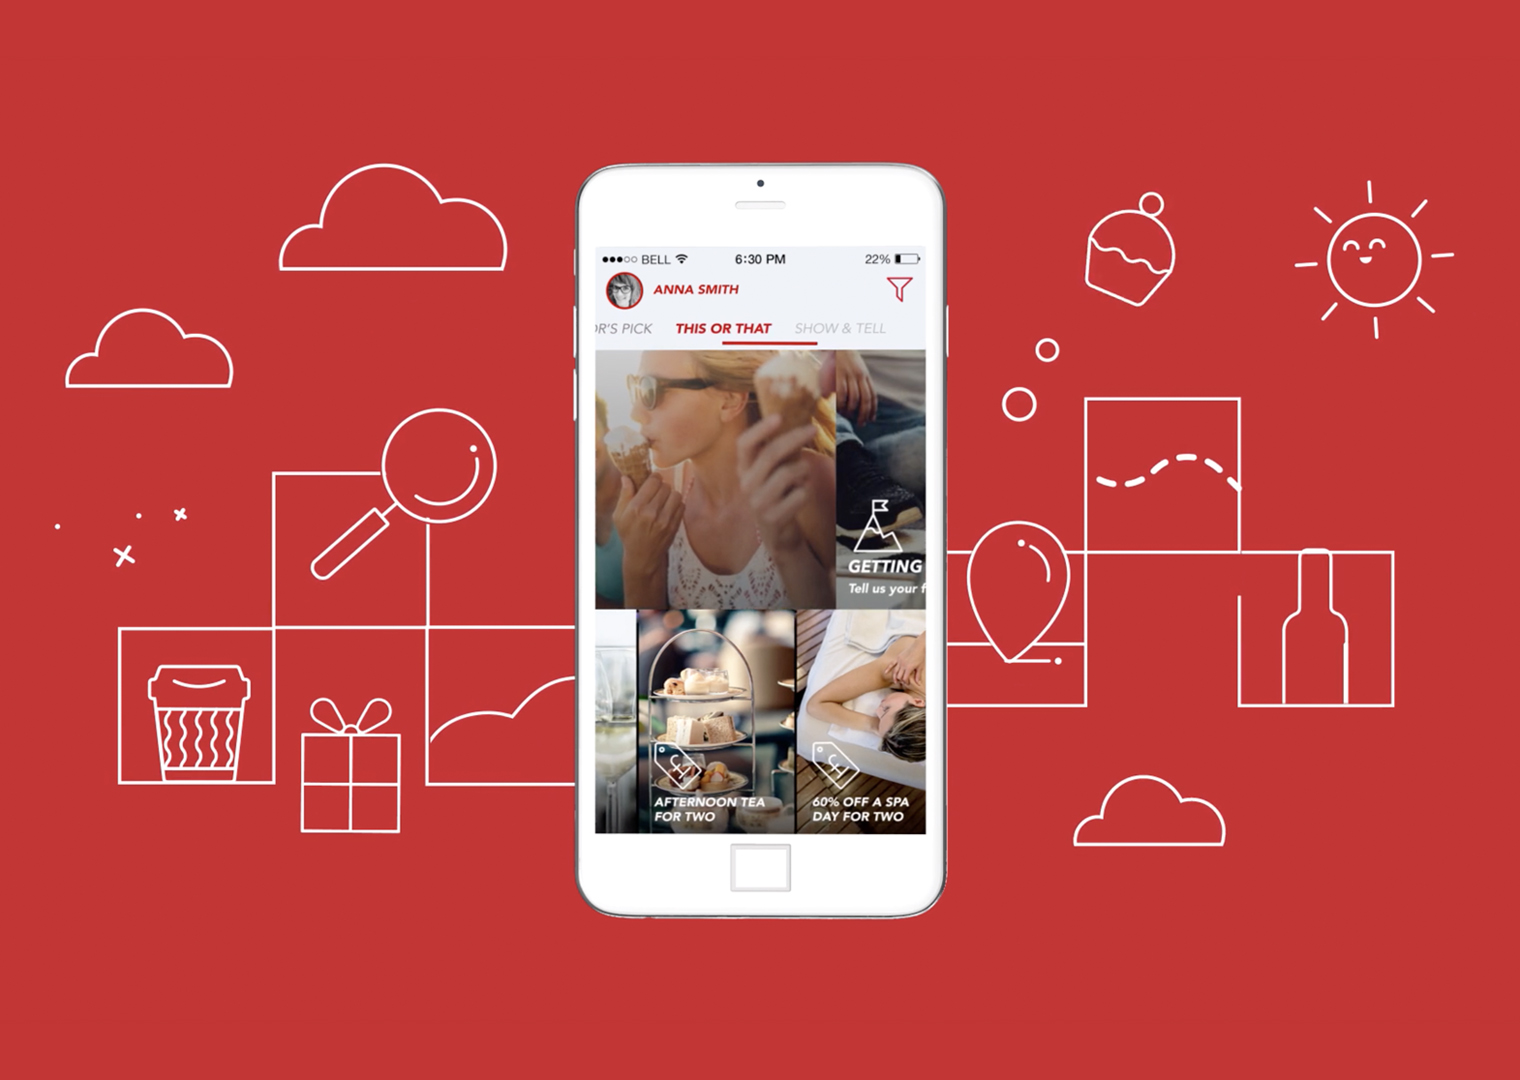 BELL 6:30 PM 22%
ANNA SMITH
OR'S PICK THIS OR THAT SHOW & TELL
GETTING
Tell us your f
AFTERNOON TEA
FOR TWO
60% OFF A SPA
DAY FOR TWO